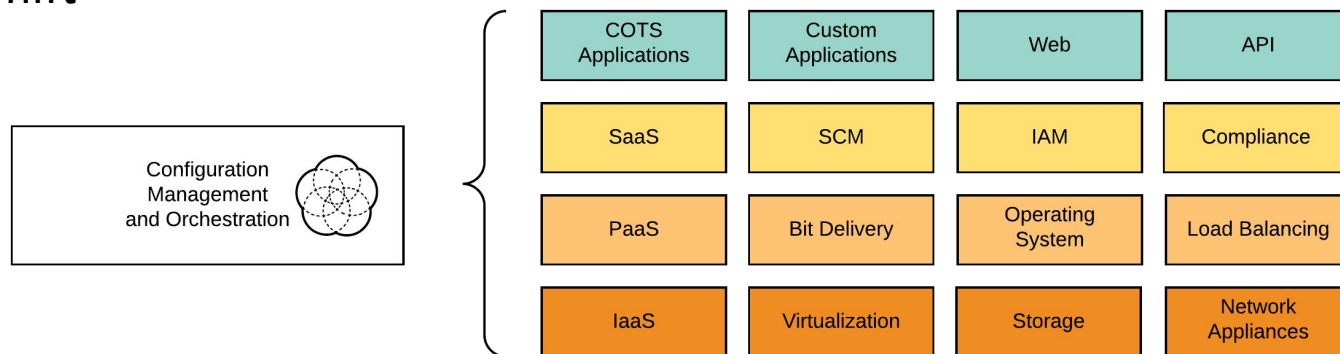 Configuration
Management
and Orchestration
COTS
Applications
Custom
Applications
Web
API
SaaS
SCM
IAM
Compliance
PaaS
Bit Delivery
Operating
System
Load Balancing
IaaS
Virtualization
Storage
Network
Appliances